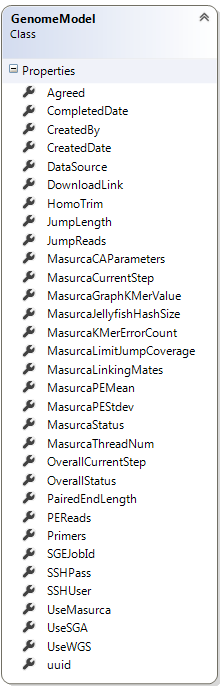 GenomeModel
Class
Properties
Agreed
CompletedDate
CreatedBy
CreatedDate
DataSource
DownloadLink
HomoTrim
JumpLength
JumpReads
MasurcaCAParameters
MasurcaCurrentStep
MasurcaGraphKMerValue
MasurcaJellyfishHashSize
MasurcaKMerErrorCount
MasurcaLimitJumpCoverage
MasurcaLinkingMates
MasurcaPEMean
MasurcaPEStdev
MasurcaStatus
MasurcaThreadNum
OverallCurrentStep
OverallStatus
PairedEndLength
PEReads
Primers
SGEJobId
SSHPass
SSHUser
UseMasurca
UseSGA
UseWGS
uuid